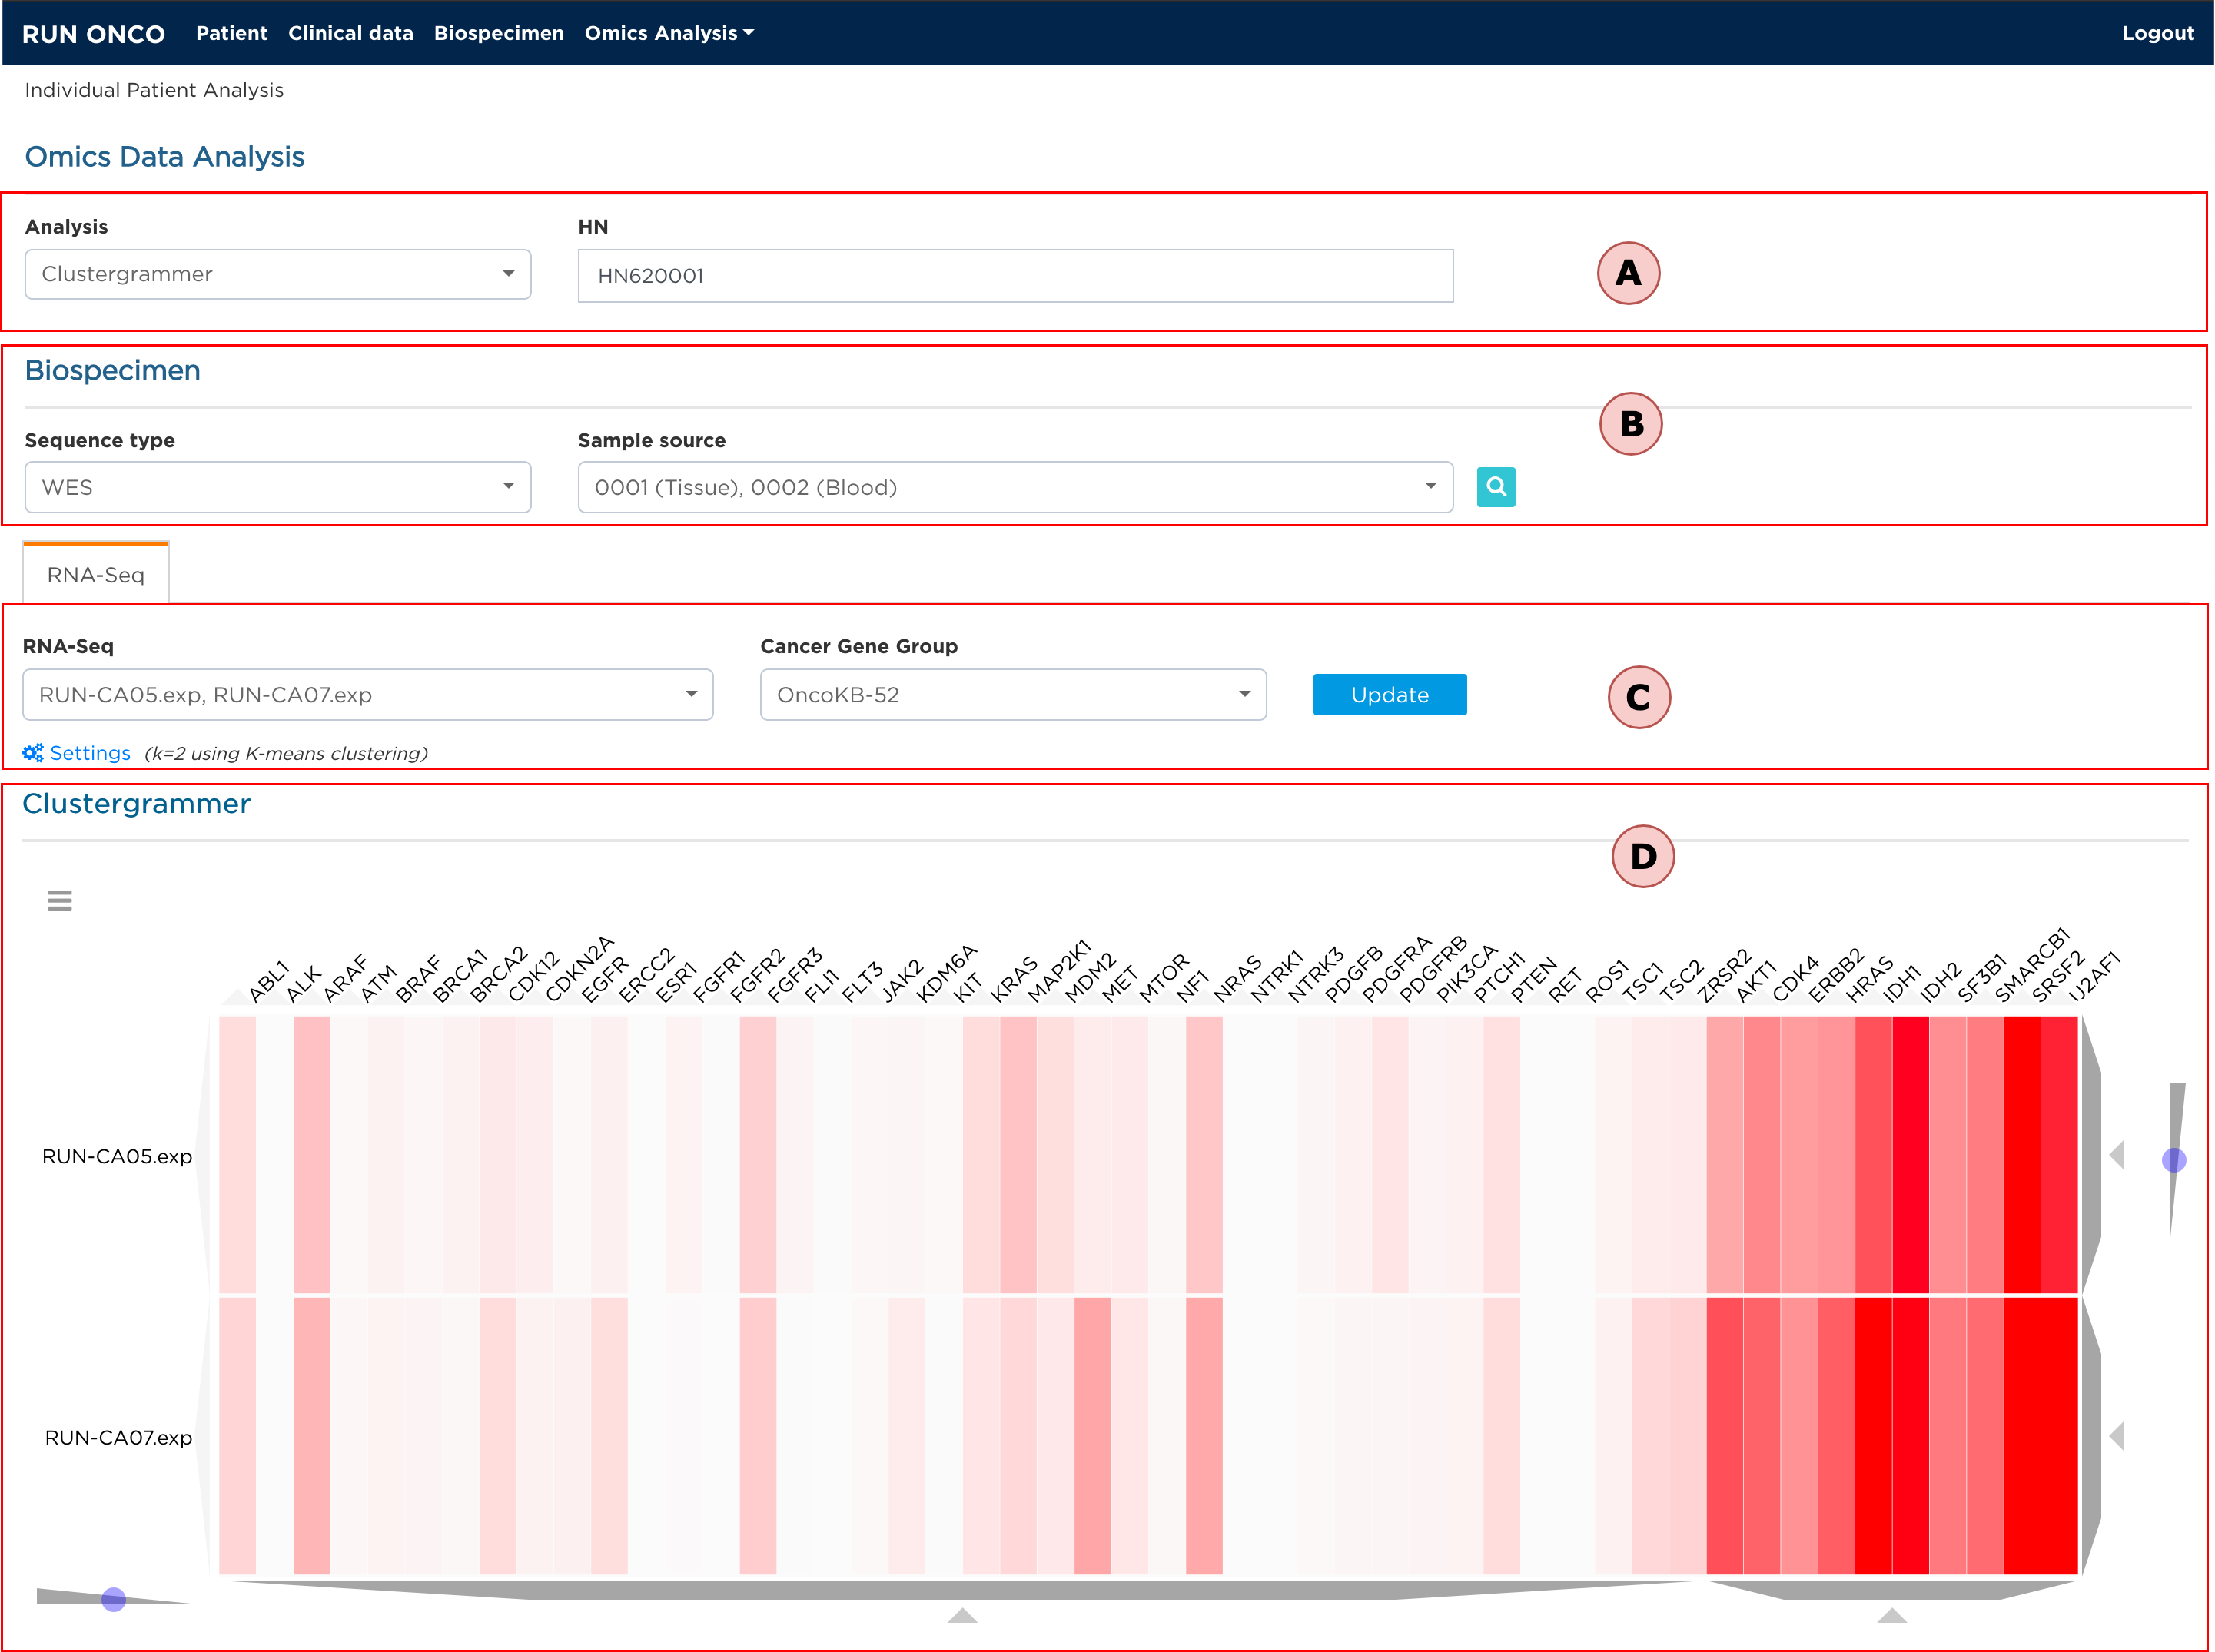 RUN ONCO Patient Clinical data Biospecimen Omics Analysis Logout
Individual Patient Analysis
Omics Data Analysis
Analysis HN
Clustergrammer HN620001
A
Biospecimen
B
Sequence type Sample source
WES 0001 (Tissue), 0002 (Blood)
RNA-Seq
RNA-Seq Cancer Gene Group
RUN-CA05.exp, RUN-CA07.exp OncoKB-52 Update
C
Settings (k=2 using K-means clustering)
Clustergrammer
D
ABL1 ALK ARAF ATM BRAF BRCA1 BRCA2 CDK12 CDKN2A EGFR ERCC2 ESR1 FGFR1 FGFR2 FGFR3 FLI1 FLT3 JAK2 KDM6A KIT KRAS MAP2K1 MDM2 MET MTOR NF1 NRAS NTRK1 NTRK3 PDGFB PDGFRA PDGFRB PIK3CA PTCH1 PTEN RET ROS1 TSC1 TSC2 ZRSR2 AKT1 CDK4 ERBB2 HRAS IDH1 IDH2 SF3B1 SMARCB1 SRSF2 U2AF1
RUN-CA05.exp
RUN-CA07.exp